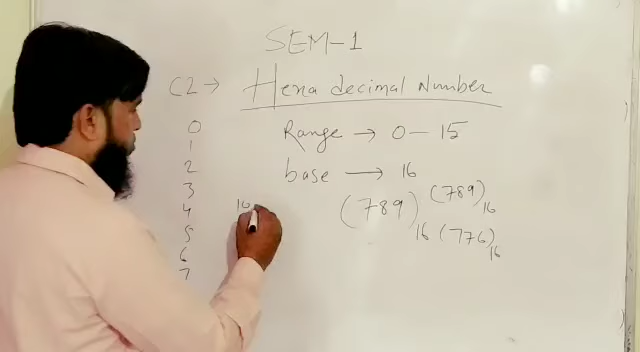 SEM-1
C2 → Hexa decimal Number
0
1
2
3
4
5
6
7
Range → 0 - 15
base → 16
(789)16
(789)16
(776)16